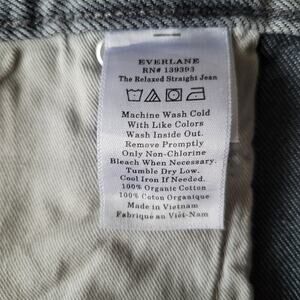 EVERLANE
RN# 139393
The Relaxed Straight Jean
Machine Wash Cold
With Like Colors
Wash Inside Out.
Remove Promptly
Only Non-Chlorine
Bleach When Necessary.
Tumble Dry Low.
Cool Iron If Needed.
100% Organic Cotton
100% Organique Cotton
Made in Vietnam
Fabriqué au Viêt-Nam